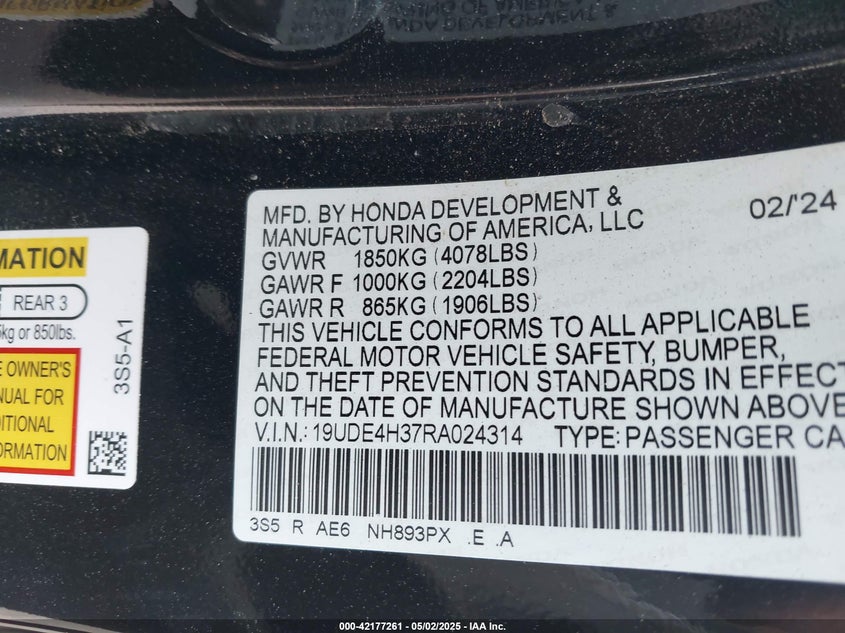 MFD. BY HONDA DEVELOPMENT &
MANUFACTURING OF AMERICA, LLC
02/'24
GVWR 1850KG (4078LBS)
GAWR F 1000KG (2204LBS)
GAWR R 865KG (1906LBS)
THIS VEHICLE CONFORMS TO ALL APPLICABLE
FEDERAL MOTOR VEHICLE SAFETY, BUMPER,
AND THEFT PREVENTION STANDARDS IN EFFECT
ON THE DATE OF MANUFACTURE SHOWN ABOVE
V.I.N.: 19UDE4H37RA024314 TYPE: PASSENGER CA
3S5 R AE6 NH893PX .E .A
MATION
REAR 3
kg or 850lbs.
E OWNER'S
NUAL FOR
DITIONAL
FORMATION
3S5-A1
000-42177261 - 05/02/2025 - IAA Inc.